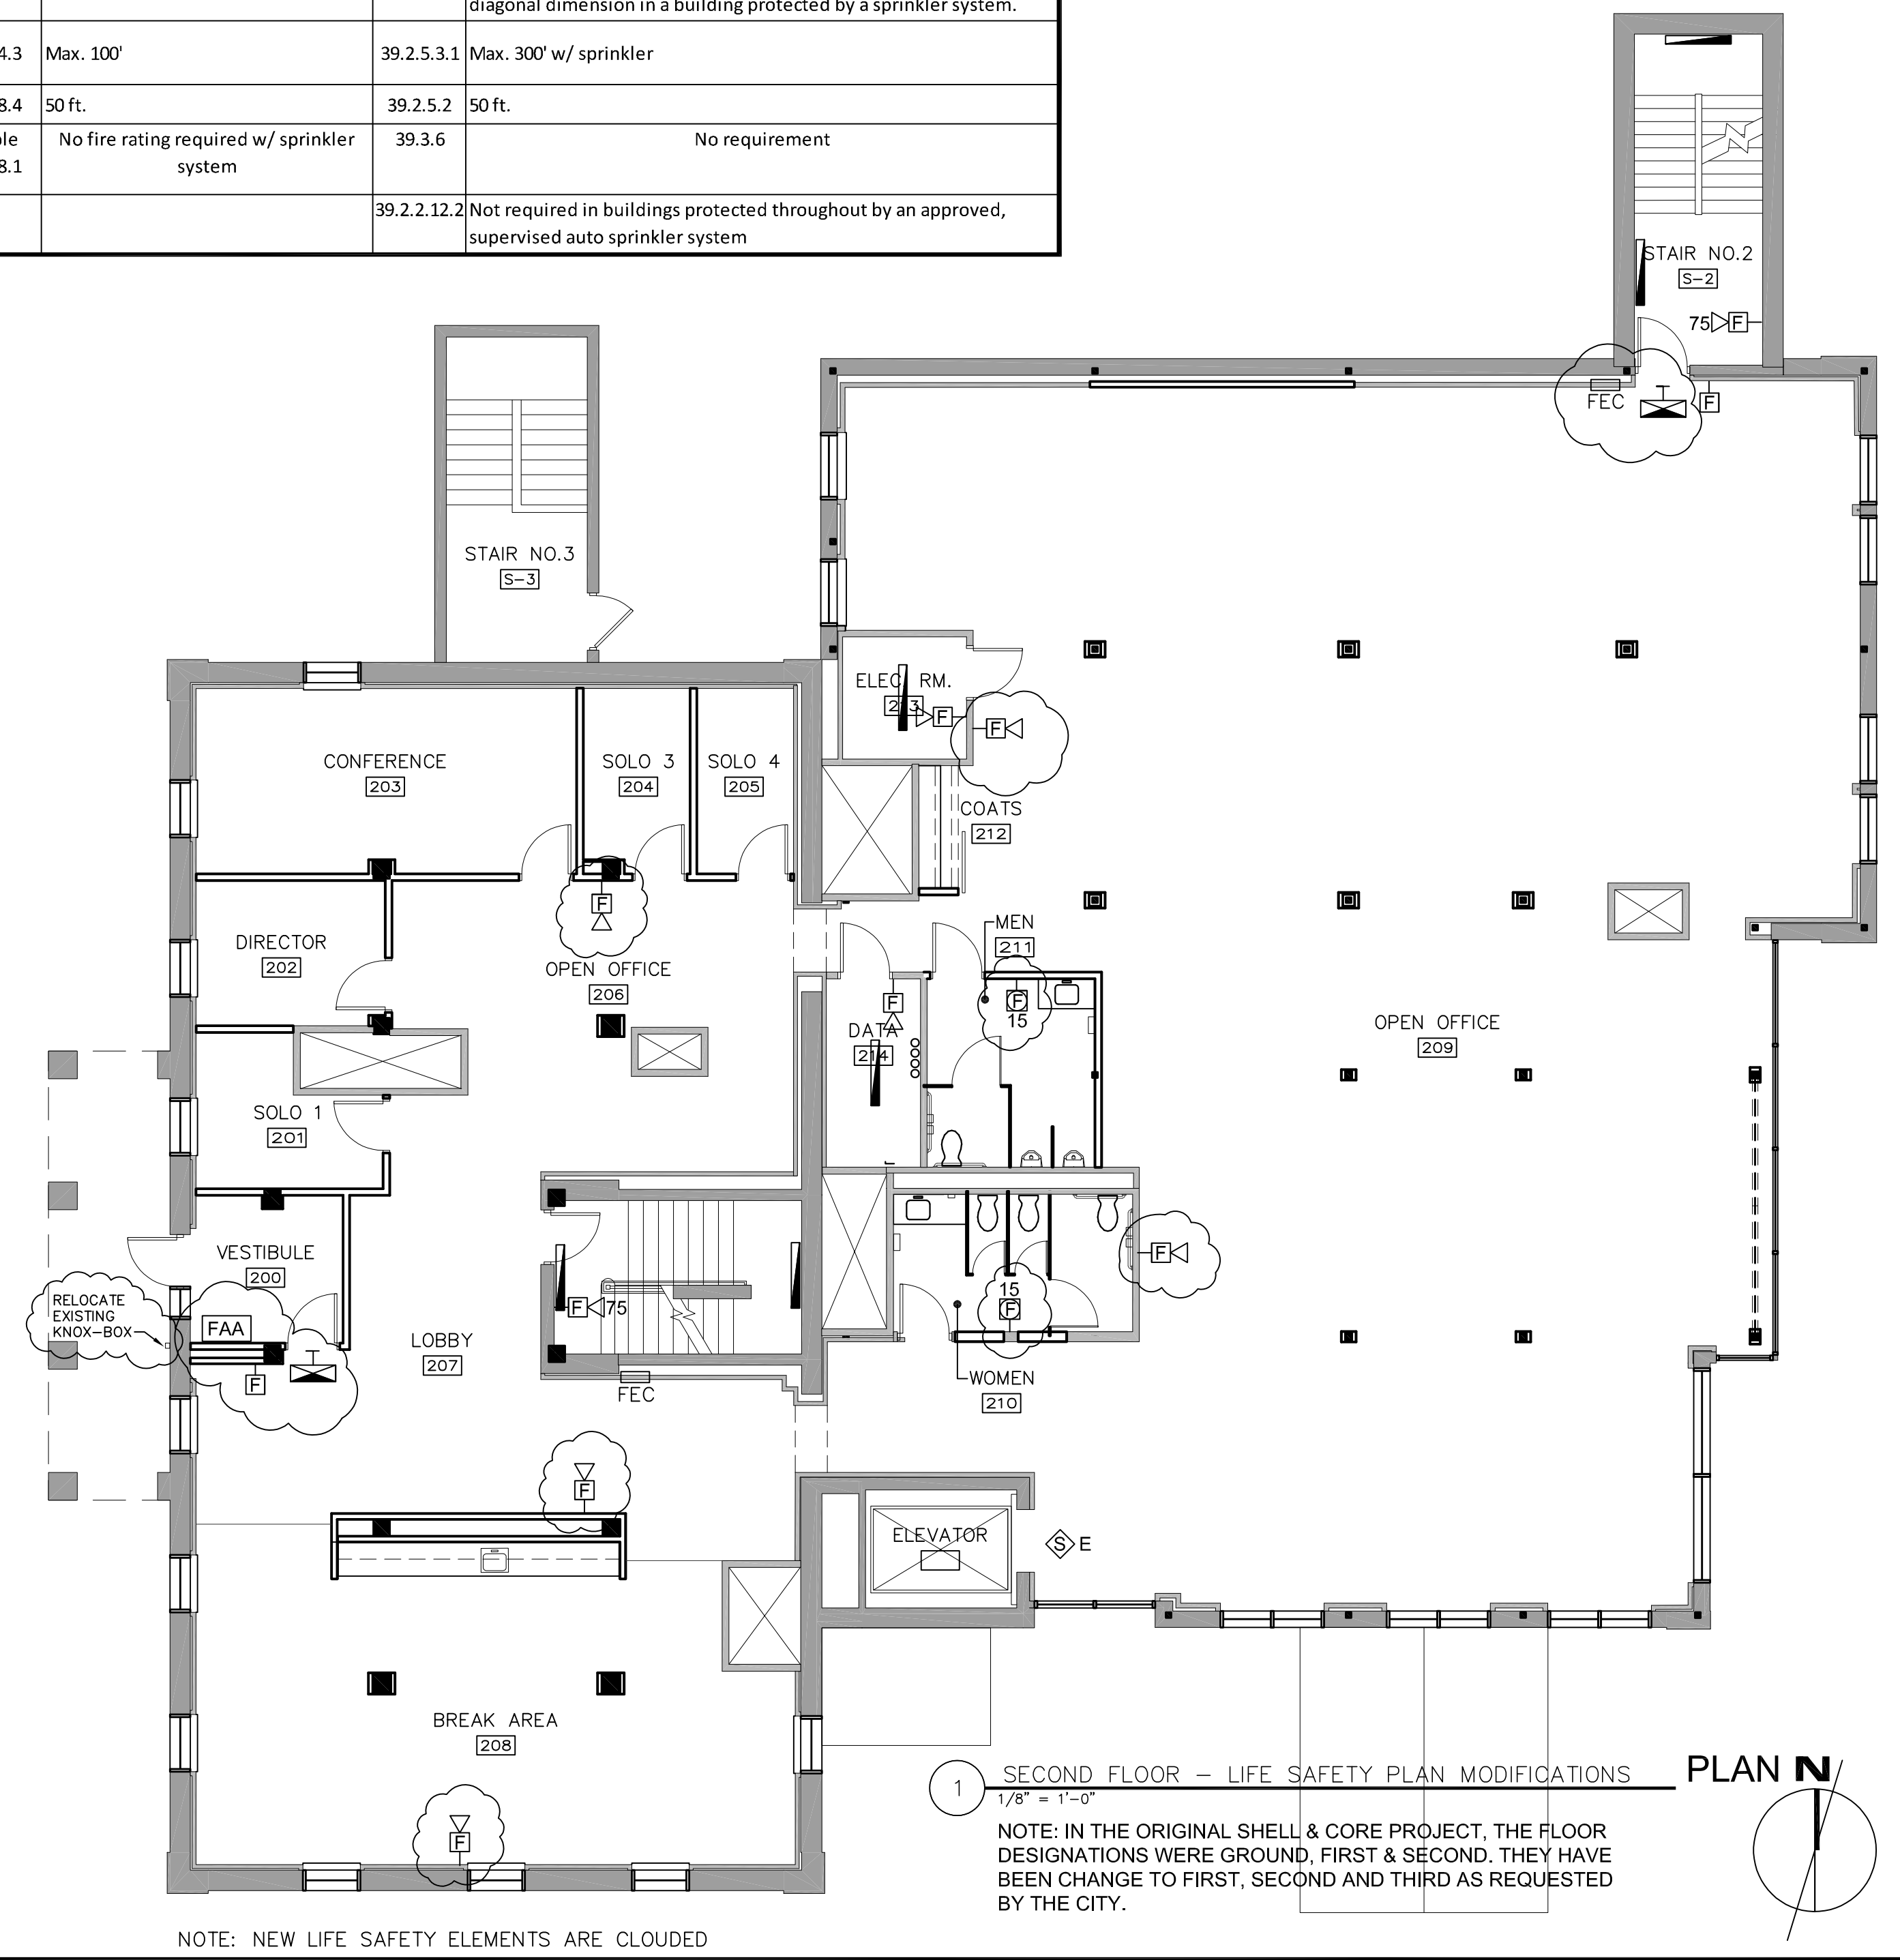 diagonal dimension in a building protected by a sprinkler system.
4.3 Max. 100' 39.2.5.3.1 Max. 300' w/ sprinkler
8.4 50 ft. 39.2.5.2 50 ft.
No fire rating required w/ sprinkler 39.3.6 No requirement
8.1 system
39.2.2.12.2 Not required in buildings protected throughout by an approved,
supervised auto sprinkler system
STAIR NO.2
S-2
75 F
FEC
F
STAIR NO.3
S-3
ELEC. RM.
213
F
F
CONFERENCE
203
SOLO 3
204
SOLO 4
205
COATS
212
F
MEN
211
DIRECTOR
202
OPEN OFFICE
206
F
F
15
DATA
214
OPEN OFFICE
209
SOLO 1
201
VESTIBULE
200
F
RELOCATE
EXISTING
KNOX-BOX
FAA
F 75
15
F
LOBBY
207
F
FEC
WOMEN
210
F
ELEVATOR
S E
BREAK AREA
208
F
1
SECOND FLOOR - LIFE SAFETY PLAN MODIFICATIONS
1/8" = 1'-0"
PLAN N
NOTE: IN THE ORIGINAL SHELL & CORE PROJECT, THE FLOOR
DESIGNATIONS WERE GROUND, FIRST & SECOND. THEY HAVE
BEEN CHANGE TO FIRST, SECOND AND THIRD AS REQUESTED
BY THE CITY.
NOTE: NEW LIFE SAFETY ELEMENTS ARE CLOUDED